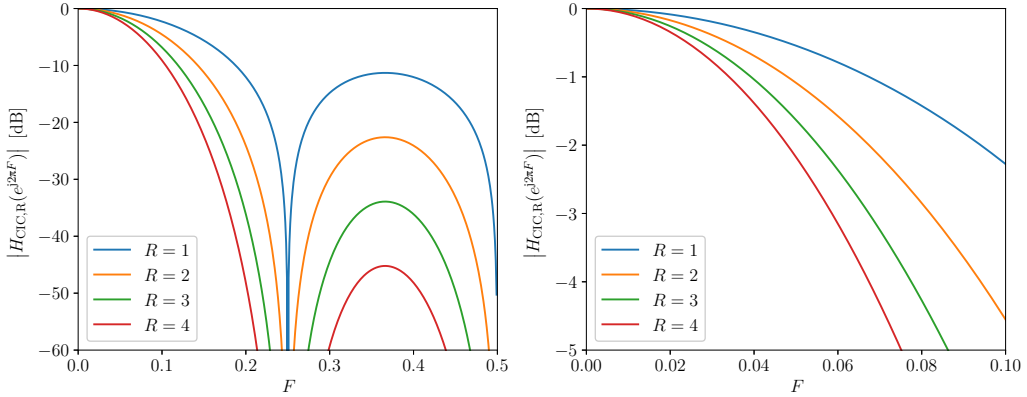 |H_CIC,R(e^j2πF)| [dB]
0
−10
−20
−30
−40
−50
−60
R = 1
R = 2
R = 3
R = 4
0.0 0.1 0.2 0.3 0.4 0.5
F
|H_CIC,R(e^j2πF)| [dB]
0
−1
−2
−3
−4
−5
R = 1
R = 2
R = 3
R = 4
0.00 0.02 0.04 0.06 0.08 0.10
F